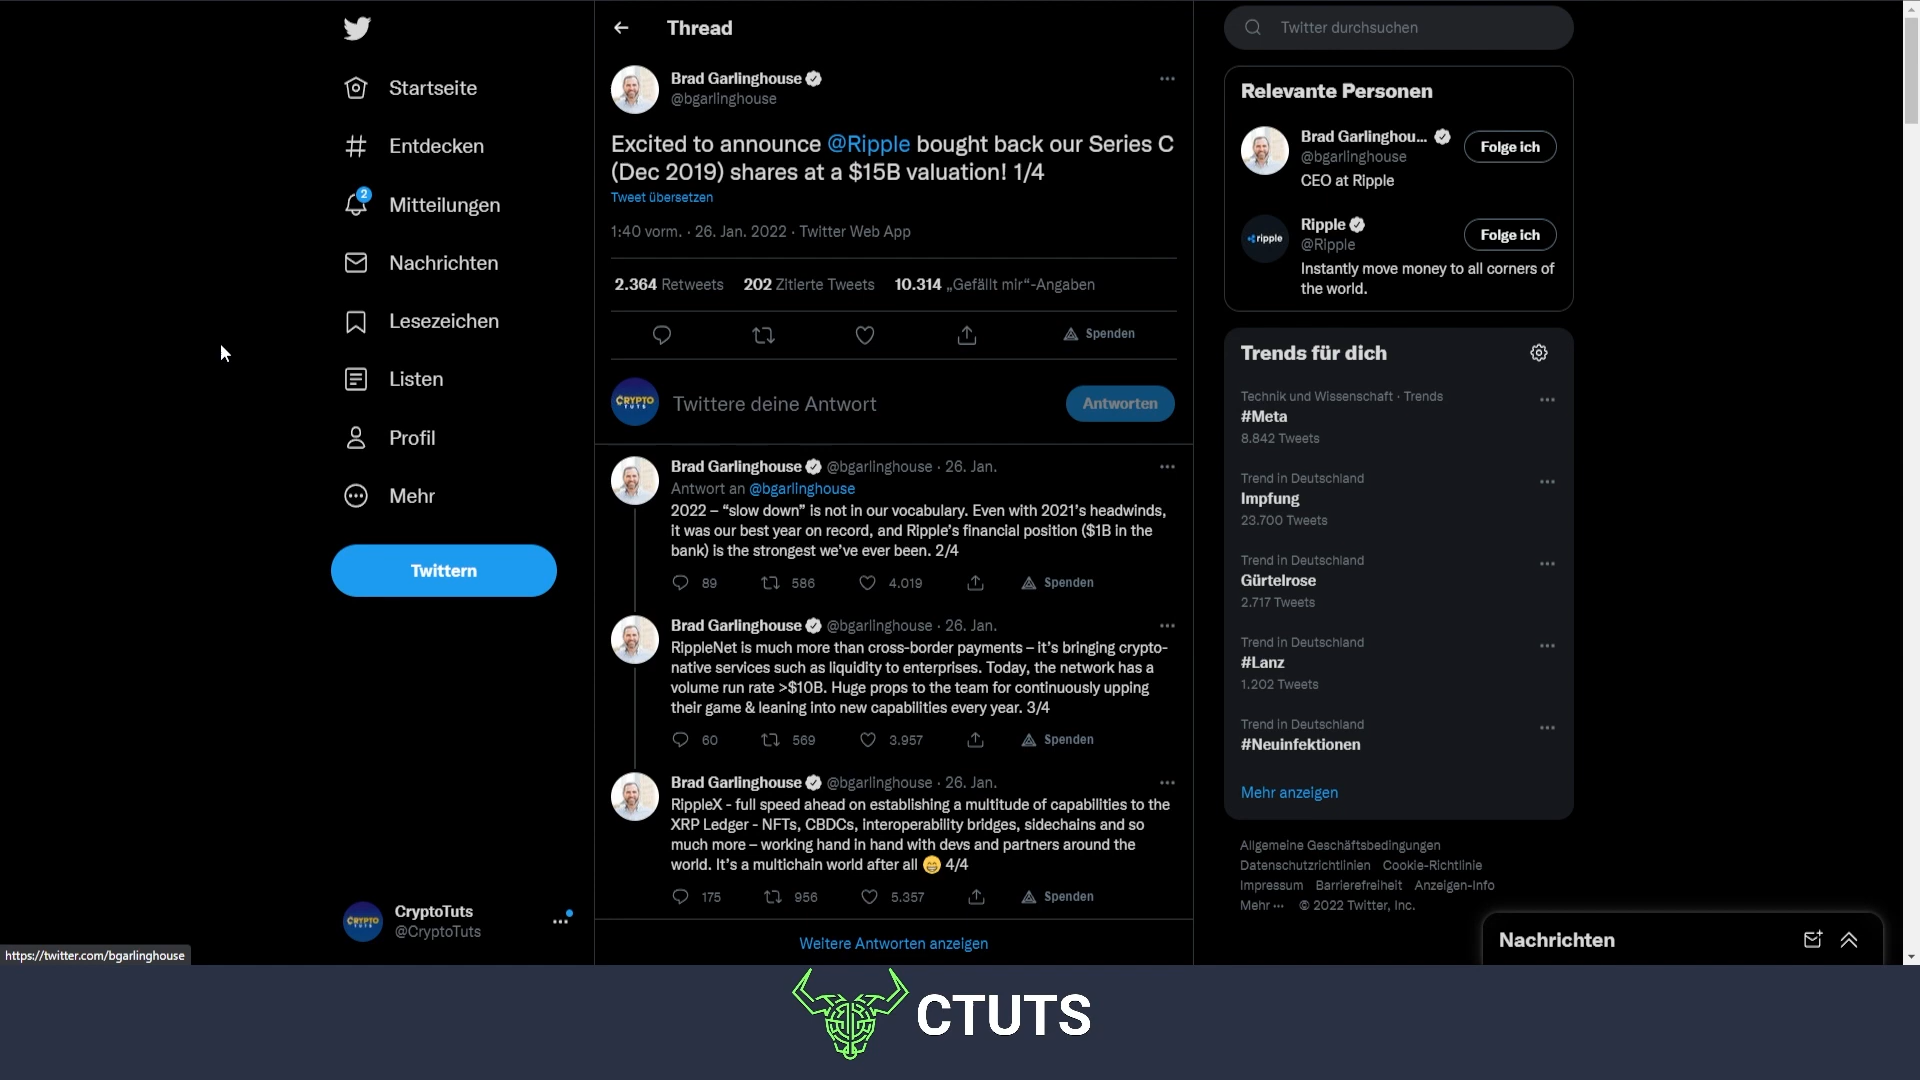 Startseite
Entdecken
2
Mitteilungen
Nachrichten
Lesezeichen
Listen
Profil
Mehr
Twittern
CRYPTO
TUTS
CryptoTuts
@CryptoTuts
https://twitter.com/bgarlinghouse
Thread
Brad Garlinghouse
@bgarlinghouse
Excited to announce @Ripple bought back our Series C
(Dec 2019) shares at a $15B valuation! 1/4
Tweet übersetzen
1:40 vorm. · 26. Jan. 2022 · Twitter Web App
2.364 Retweets 202 Zitierte Tweets 10.314 „Gefällt mir“-Angaben
Spenden
CRYPTO
TUTS
Twittere deine Antwort
Antworten
Brad Garlinghouse @bgarlinghouse · 26. Jan.
Antwort an @bgarlinghouse
2022 – “slow down” is not in our vocabulary. Even with 2021’s headwinds,
it was our best year on record, and Ripple’s financial position ($1B in the
bank) is the strongest we’ve ever been. 2/4
89 586 4.019 Spenden
Brad Garlinghouse @bgarlinghouse · 26. Jan.
RippleNet is much more than cross-border payments – it’s bringing crypto-
native services such as liquidity to enterprises. Today, the network has a
volume run rate >$10B. Huge props to the team for continuously upping
their game & leaning into new capabilities every year. 3/4
60 569 3.957 Spenden
Brad Garlinghouse @bgarlinghouse · 26. Jan.
RippleX - full speed ahead on establishing a multitude of capabilities to the
XRP Ledger - NFTs, CBDCs, interoperability bridges, sidechains and so
much more – working hand in hand with devs and partners around the
world. It’s a multichain world after all 😁 4/4
175 956 5.357 Spenden
Weitere Antworten anzeigen
Twitter durchsuchen
Relevante Personen
Brad Garlinghou...
@bgarlinghouse
Folge ich
CEO at Ripple
ripple
Ripple
@Ripple
Folge ich
Instantly move money to all corners of
the world.
Trends für dich
Technik und Wissenschaft · Trends
#Meta
8.842 Tweets
Trend in Deutschland
Impfung
23.700 Tweets
Trend in Deutschland
Gürtelrose
2.717 Tweets
Trend in Deutschland
#Lanz
1.202 Tweets
Trend in Deutschland
#Neuinfektionen
Mehr anzeigen
Allgemeine Geschäftsbedingungen
Datenschutzrichtlinien Cookie-Richtlinie
Impressum Barrierefreiheit Anzeigen-Info
Mehr ··· © 2022 Twitter, Inc.
Nachrichten
CTUTS